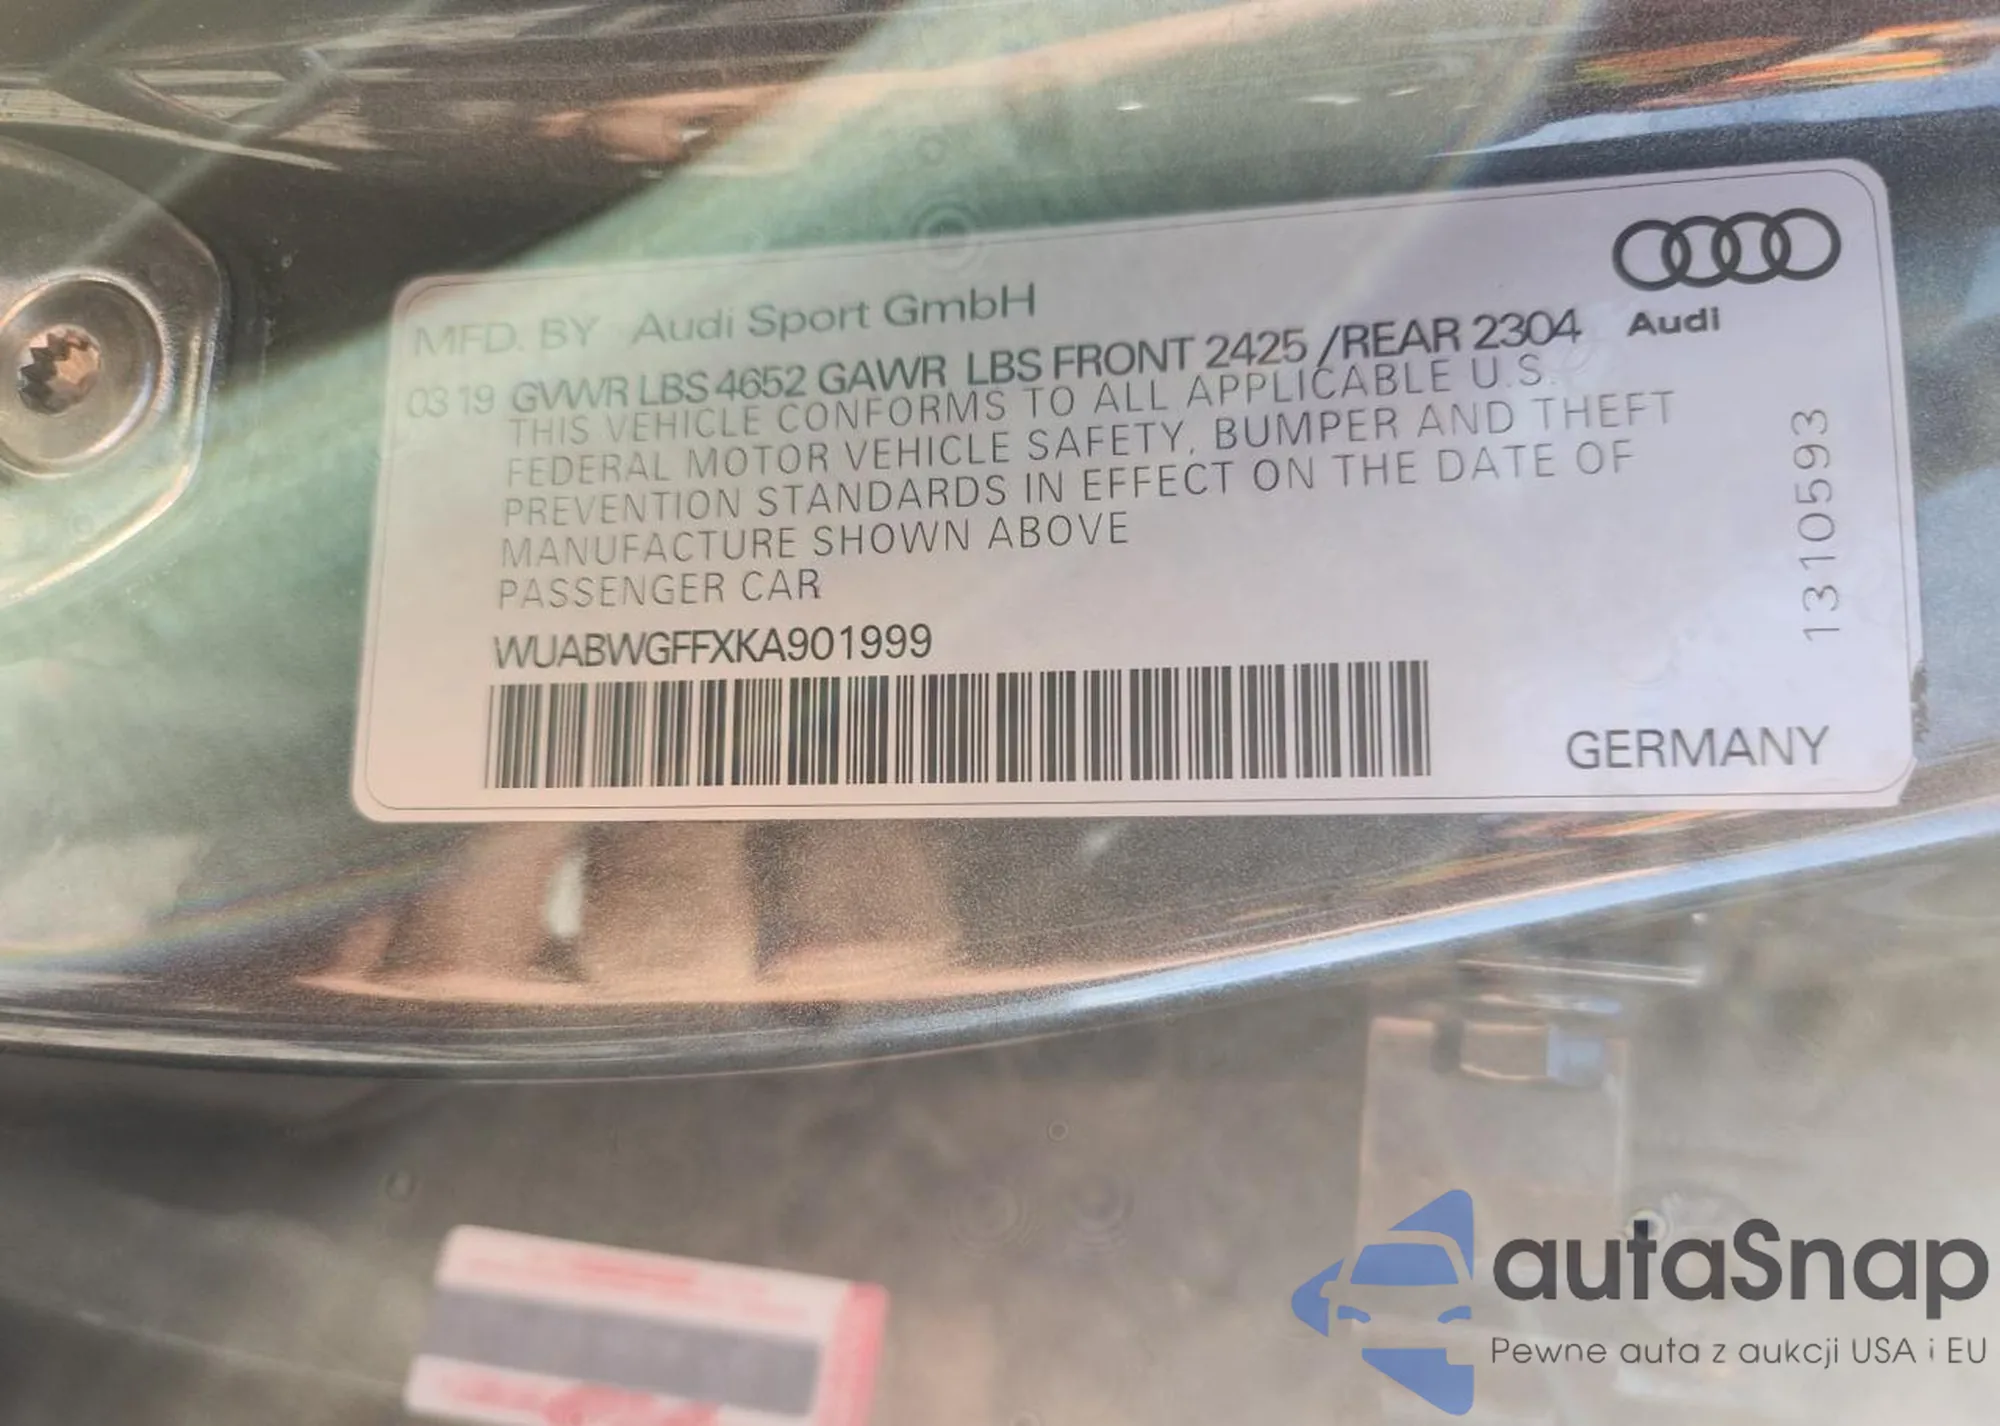 MFD. BY Audi Sport GmbH
Audi
03 19 GVWR LBS 4652 GAWR LBS FRONT 2425 /REAR 2304
THIS VEHICLE CONFORMS TO ALL APPLICABLE U.S.
FEDERAL MOTOR VEHICLE SAFETY, BUMPER AND THEFT
PREVENTION STANDARDS IN EFFECT ON THE DATE OF
MANUFACTURE SHOWN ABOVE
PASSENGER CAR
WUABWGFFXKA901999
1310593
GERMANY
autaSnap
Pewne auta z aukcji USA i EU